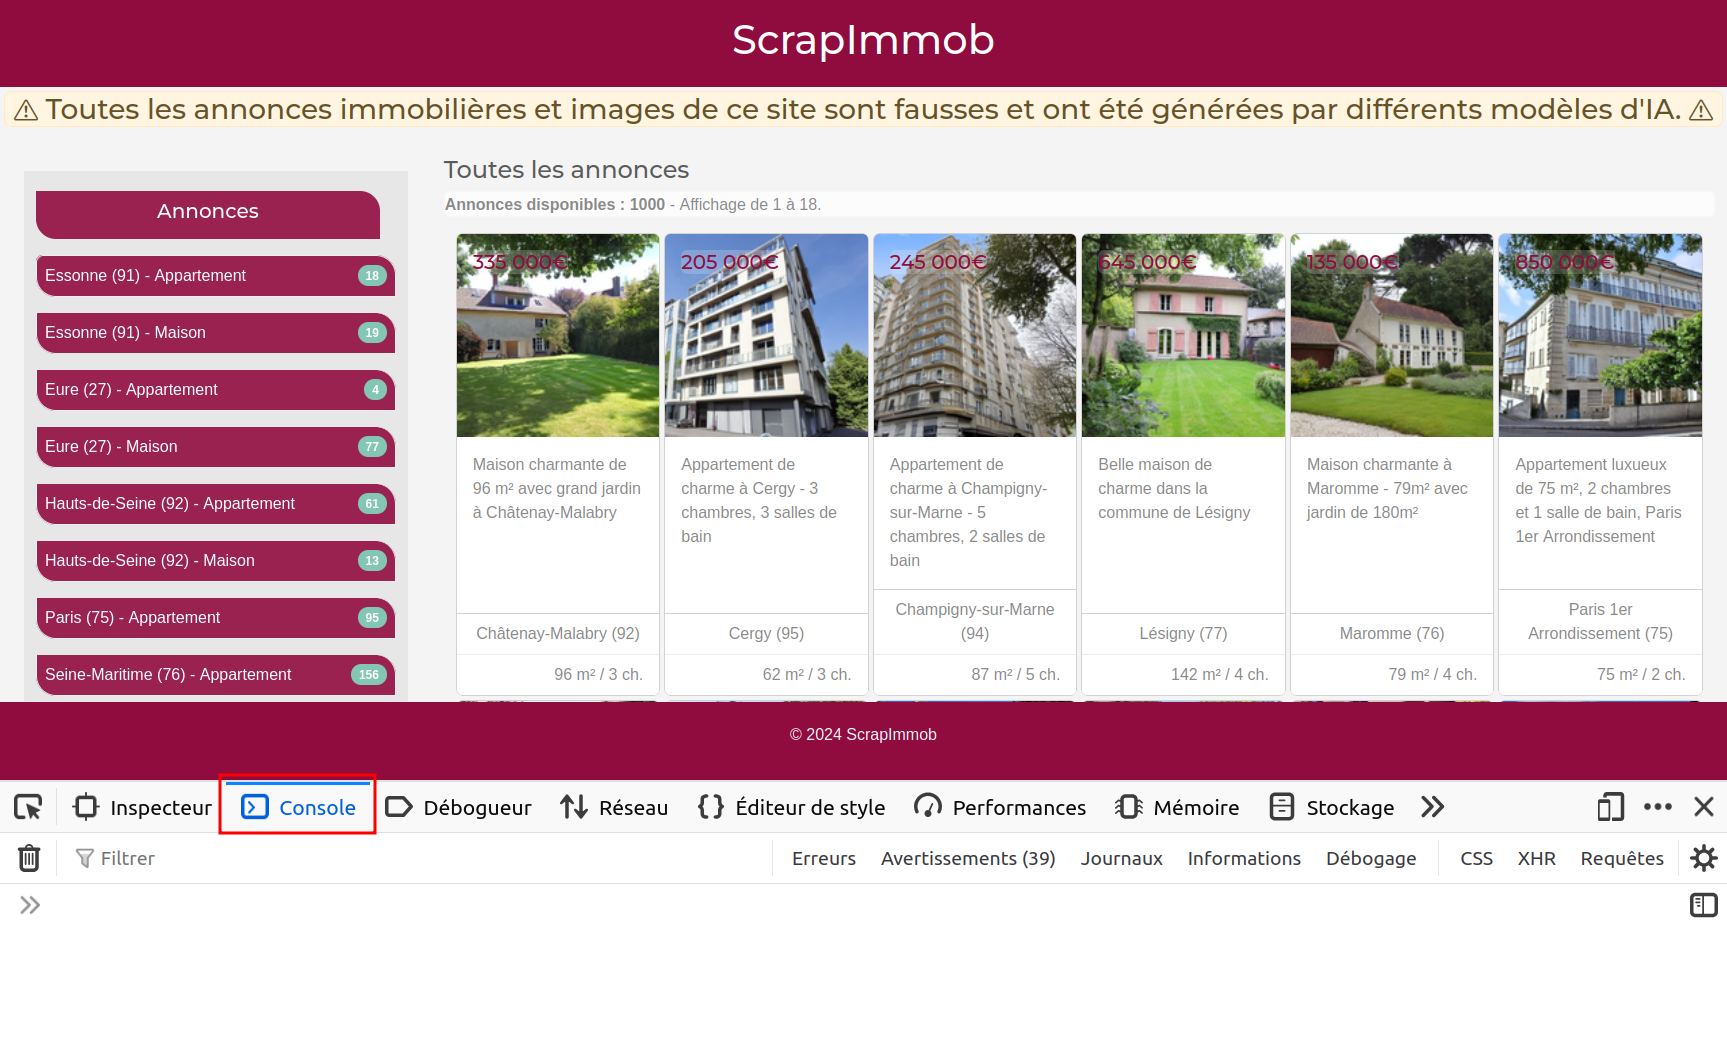 ScrapImmob
⚠ Toutes les annonces immobilières et images de ce site sont fausses et ont été générées par différents modèles d'IA. ⚠
Annonces
Essonne (91) - Appartement 18
Essonne (91) - Maison 19
Eure (27) - Appartement 4
Eure (27) - Maison 77
Hauts-de-Seine (92) - Appartement 61
Hauts-de-Seine (92) - Maison 13
Paris (75) - Appartement 95
Seine-Maritime (76) - Appartement 156
Toutes les annonces
Annonces disponibles : 1000 - Affichage de 1 à 18.
335 000€
Maison charmante de
96 m² avec grand jardin
à Châtenay-Malabry
Châtenay-Malabry (92)
96 m² / 3 ch.
205 000€
Appartement de
charme à Cergy - 3
chambres, 3 salles de
bain
Cergy (95)
62 m² / 3 ch.
245 000€
Appartement de
charme à Champigny-
sur-Marne - 5
chambres, 2 salles de
bain
Champigny-sur-Marne
(94)
87 m² / 5 ch.
645 000€
Belle maison de
charme dans la
commune de Lésigny
Lésigny (77)
142 m² / 4 ch.
135 000€
Maison charmante à
Maromme - 79m² avec
jardin de 180m²
Maromme (76)
79 m² / 4 ch.
850 000€
Appartement luxueux
de 75 m², 2 chambres
et 1 salle de bain, Paris
1er Arrondissement
Paris 1er
Arrondissement (75)
75 m² / 2 ch.
© 2024 ScrapImmob
Inspecteur Console Débogueur Réseau Éditeur de style Performances Mémoire Stockage
Filtrer Erreurs Avertissements (39) Journaux Informations Débogage CSS XHR Requêtes